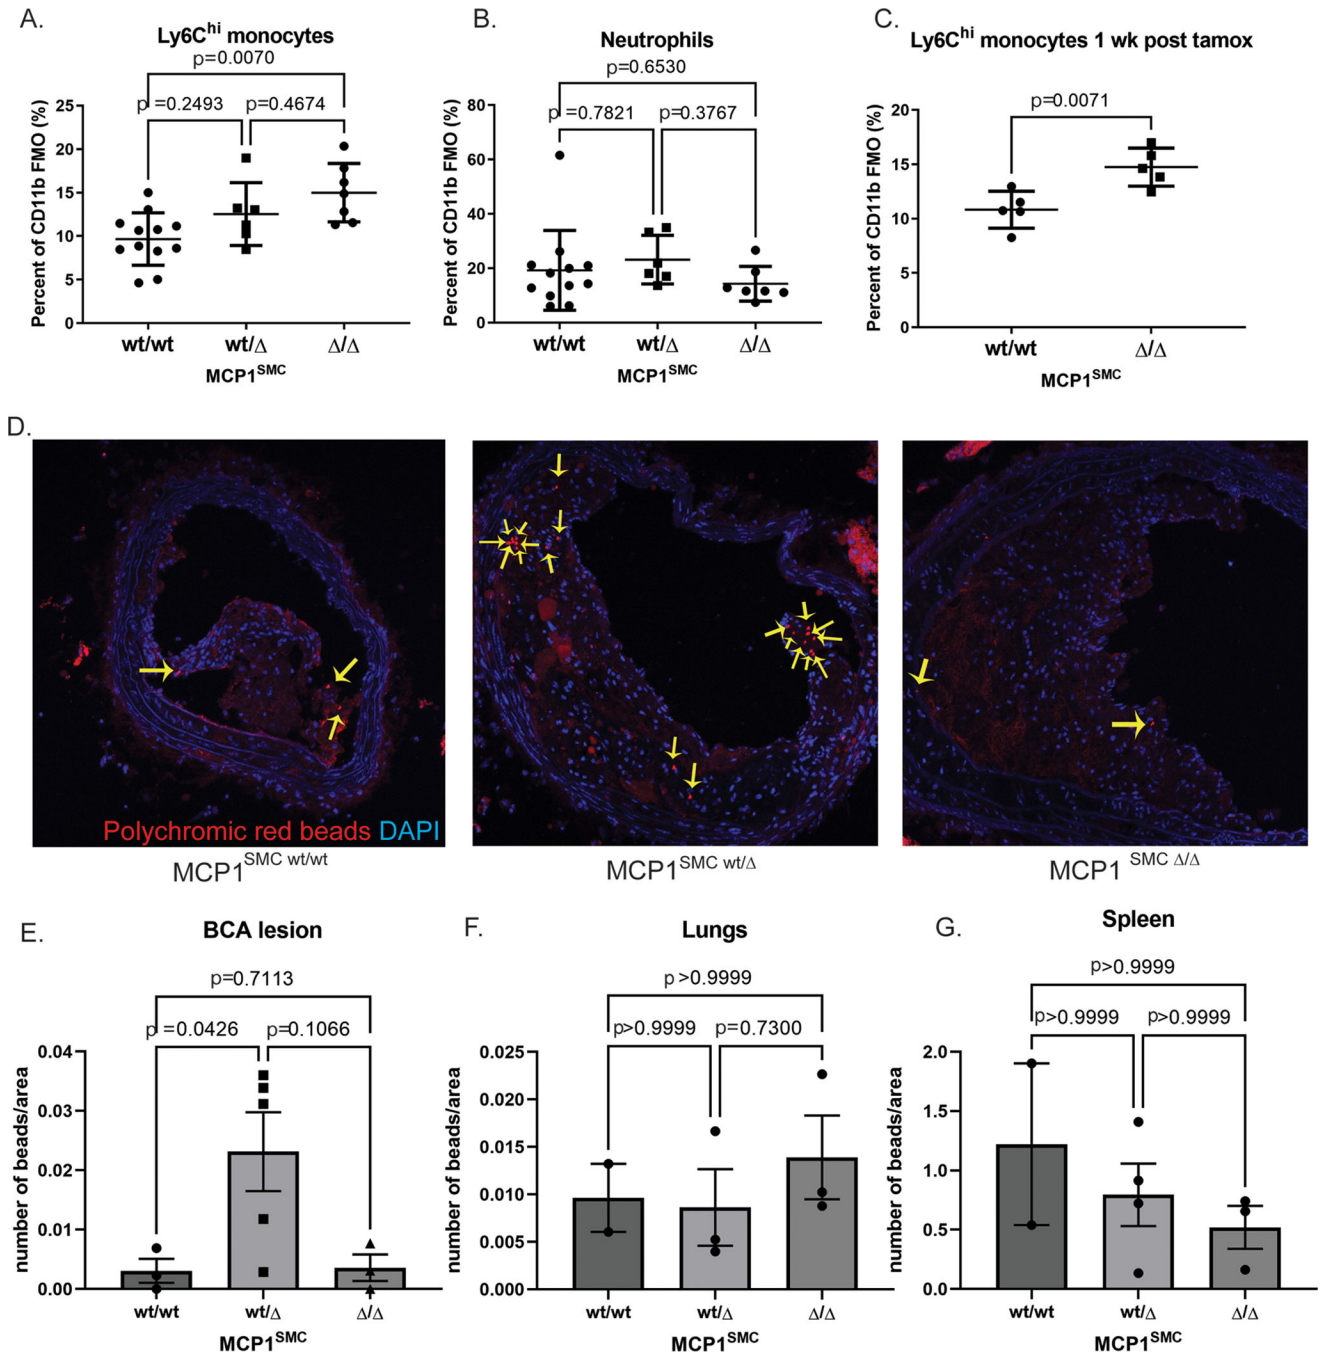 A.
Ly6Chi monocytes
p=0.0070
p =0.2493 p=0.4674
Percent of CD11b FMO (%)
25
20
15
10
5
0
wt/wt wt/Δ Δ/Δ
MCP1SMC
B.
Neutrophils
p=0.6530
p =0.7821 p=0.3767
Percent of CD11b FMO (%)
80
60
40
20
0
wt/wt wt/Δ Δ/Δ
MCP1SMC
C.
Ly6Chi monocytes 1 wk post tamox
p=0.0071
Percent of CD11b FMO (%)
20
15
10
5
0
wt/wt Δ/Δ
MCP1SMC
D.
Polychromic red beads DAPI
MCP1SMC wt/wt
MCP1SMC wt/Δ
MCP1 SMC Δ/Δ
E.
BCA lesion
p=0.7113
p =0.0426 p=0.1066
number of beads/area
0.04
0.03
0.02
0.01
0.00
wt/wt wt/Δ Δ/Δ
MCP1SMC
F.
Lungs
p >0.9999
p>0.9999 p=0.7300
number of beads/area
0.025
0.020
0.015
0.010
0.005
0.000
wt/wt wt/Δ Δ/Δ
MCP1SMC
G.
Spleen
p>0.9999
p>0.9999 p>0.9999
number of beads/area
2.0
1.5
1.0
0.5
0.0
wt/wt wt/Δ Δ/Δ
MCP1SMC